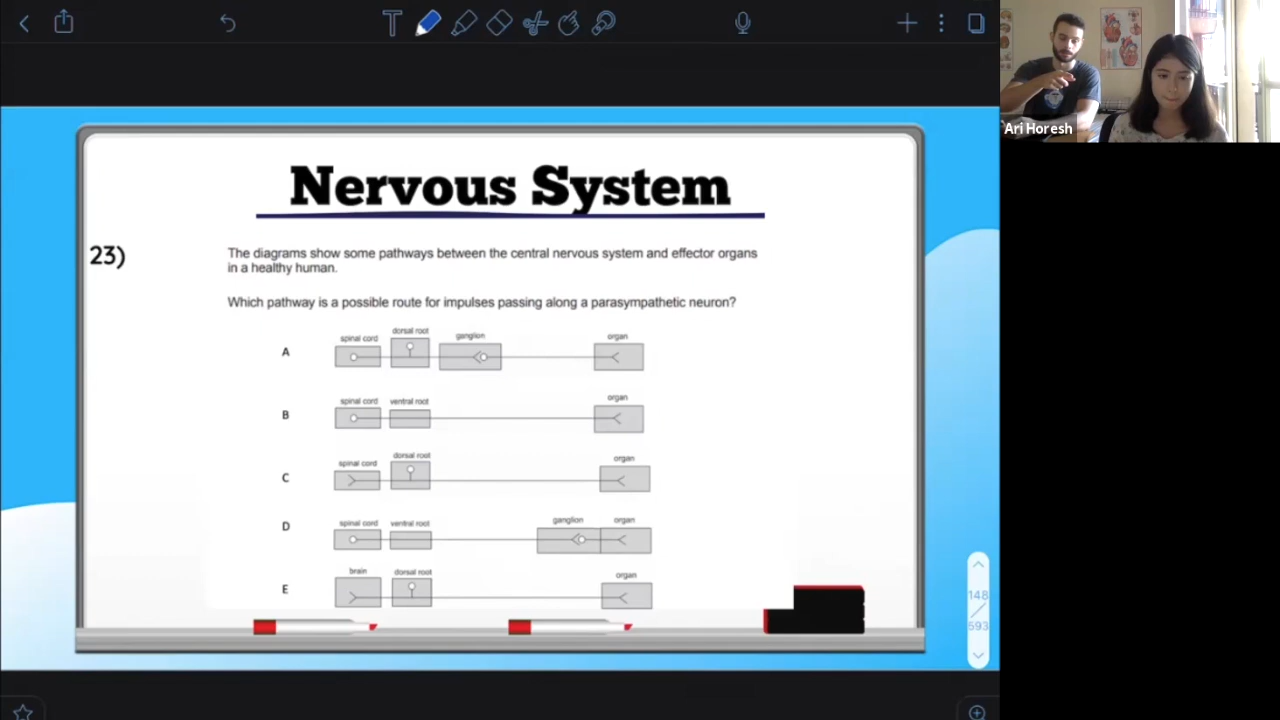 Ari Horesh
Nervous System
23)
The diagrams show some pathways between the central nervous system and effector organs
in a healthy human.
Which pathway is a possible route for impulses passing along a parasympathetic neuron?
A
spinal cord
dorsal root
ganglion
organ
B
spinal cord
ventral root
organ
C
spinal cord
dorsal root
organ
D
spinal cord
ventral root
ganglion
organ
E
brain
dorsal root
organ
148
593